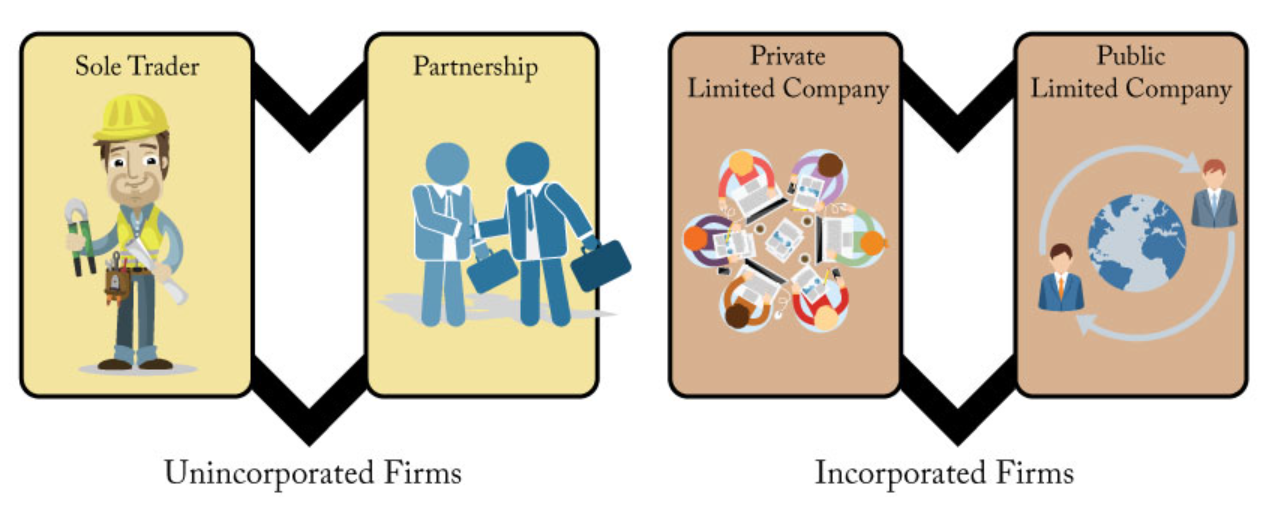 Sole Trader
Partnership
Private
Limited Company
Public
Limited Company
Unincorporated Firms
Incorporated Firms